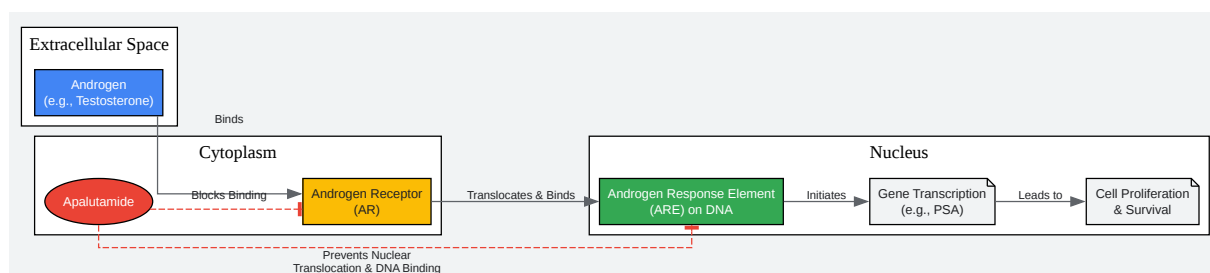 Extracellular Space
Androgen
(e.g., Testosterone)
Binds
Cytoplasm
Nucleus
Apalutamide
Blocks Binding
Androgen Receptor
(AR)
Translocates & Binds
Androgen Response Element
(ARE) on DNA
Initiates
Gene Transcription
(e.g., PSA)
Leads to
Cell Proliferation
& Survival
Prevents Nuclear
Translocation & DNA Binding